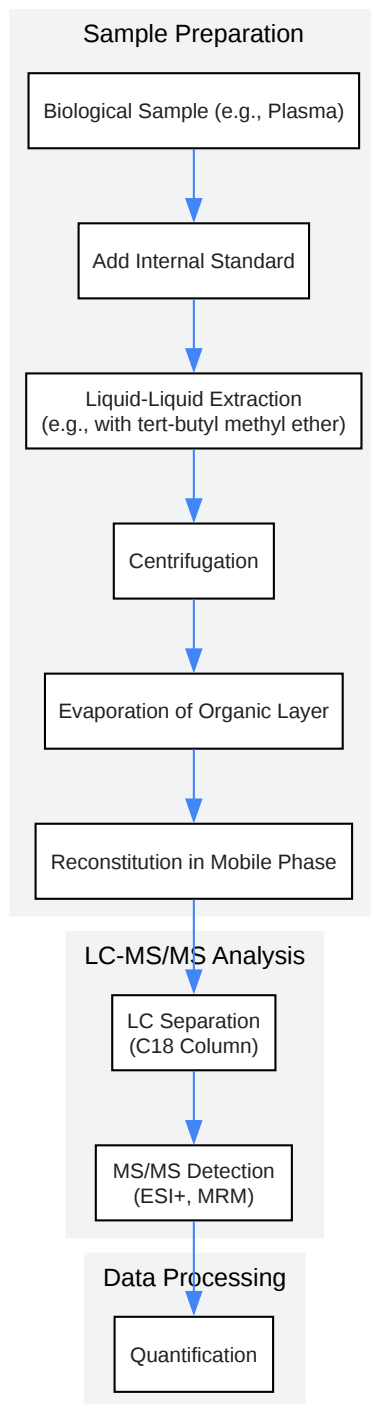 Sample Preparation
Biological Sample (e.g., Plasma)
Add Internal Standard
Liquid-Liquid Extraction
(e.g., with tert-butyl methyl ether)
Centrifugation
Evaporation of Organic Layer
Reconstitution in Mobile Phase
LC-MS/MS Analysis
LC Separation
(C18 Column)
MS/MS Detection
(ESI+, MRM)
Data Processing
Quantification